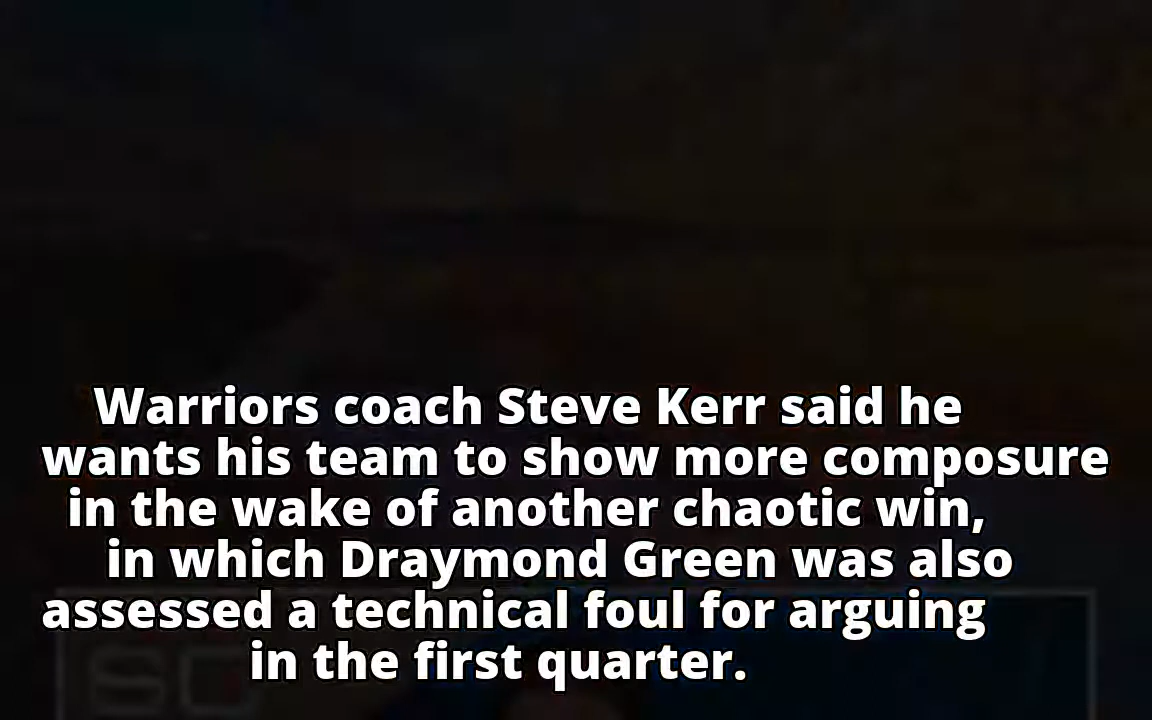 Warriors coach Steve Kerr said he
wants his team to show more composure
in the wake of another chaotic win,
in which Draymond Green was also
assessed a technical foul for arguing
in the first quarter.
SC